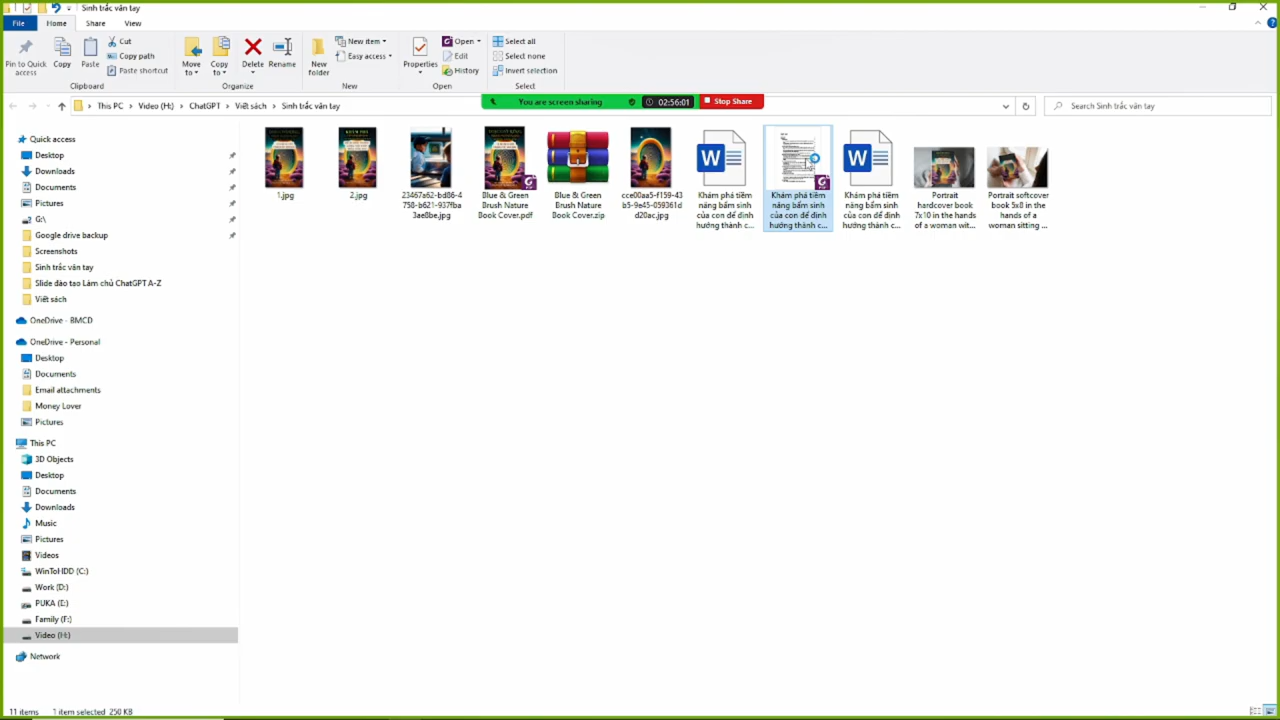 Sinh trắc vân tay
File Home Share View
Pin to Quick access
Copy
Paste
Cut
Copy path
Paste shortcut
Clipboard
Move to
Copy to
Delete
Rename
Organize
New folder
New item
Easy access
New
Properties
Open
Edit
History
Open
Select all
Select none
Invert selection
Select
This PC > Video (H:) > ChatGPT > Viết sách > Sinh trắc vân tay
You are screen sharing
02:56:01
Stop Share
Search Sinh trắc vân tay
Quick access
Desktop
Downloads
Documents
Pictures
G:\
Google drive backup
Screenshots
Sinh trắc vân tay
Slide đào tạo Làm chủ ChatGPT A-Z
Viết sách
OneDrive - BMCD
OneDrive - Personal
Desktop
Documents
Email attachments
Money Lover
Pictures
This PC
3D Objects
Desktop
Documents
Downloads
Music
Pictures
Videos
WinToHDD (C:)
Work (D:)
PUKA (E:)
Family (F:)
Video (H:)
Network
1.jpg
2.jpg
23467a62-bd86-4
758-b621-937fba
3ae8be.jpg
Blue & Green
Brush Nature
Book Cover.pdf
Blue & Green
Brush Nature
Book Cover.zip
cce00aa5-f159-43
b5-9e45-059361d
d20ac.jpg
Khám phá tiềm
năng bẩm sinh
của con để định
hướng thành c...
Khám phá tiềm
năng bẩm sinh
của con để định
hướng thành c...
Khám phá tiềm
năng bẩm sinh
của con để định
hướng thành c...
Portrait
hardcover book
7x10 in the hands
of a woman wit...
Portrait softcover
book 5x8 in the
hands of a
woman sitting ...
11 items 1 item selected 250 KB